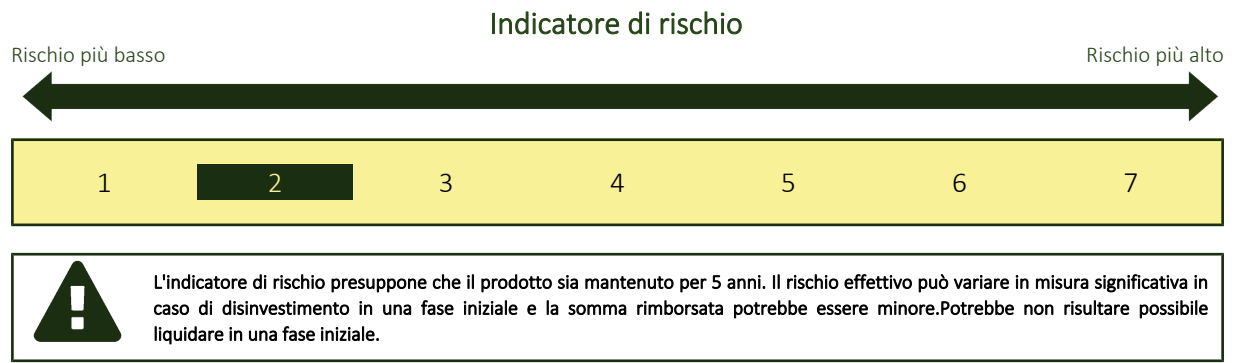 Indicatore di rischio
Rischio più basso
Rischio più alto
1 2 3 4 5 6 7
L'indicatore di rischio presuppone che il prodotto sia mantenuto per 5 anni. Il rischio effettivo può variare in misura significativa in
caso di disinvestimento in una fase iniziale e la somma rimborsata potrebbe essere minore.Potrebbe non risultare possibile
liquidare in una fase iniziale.